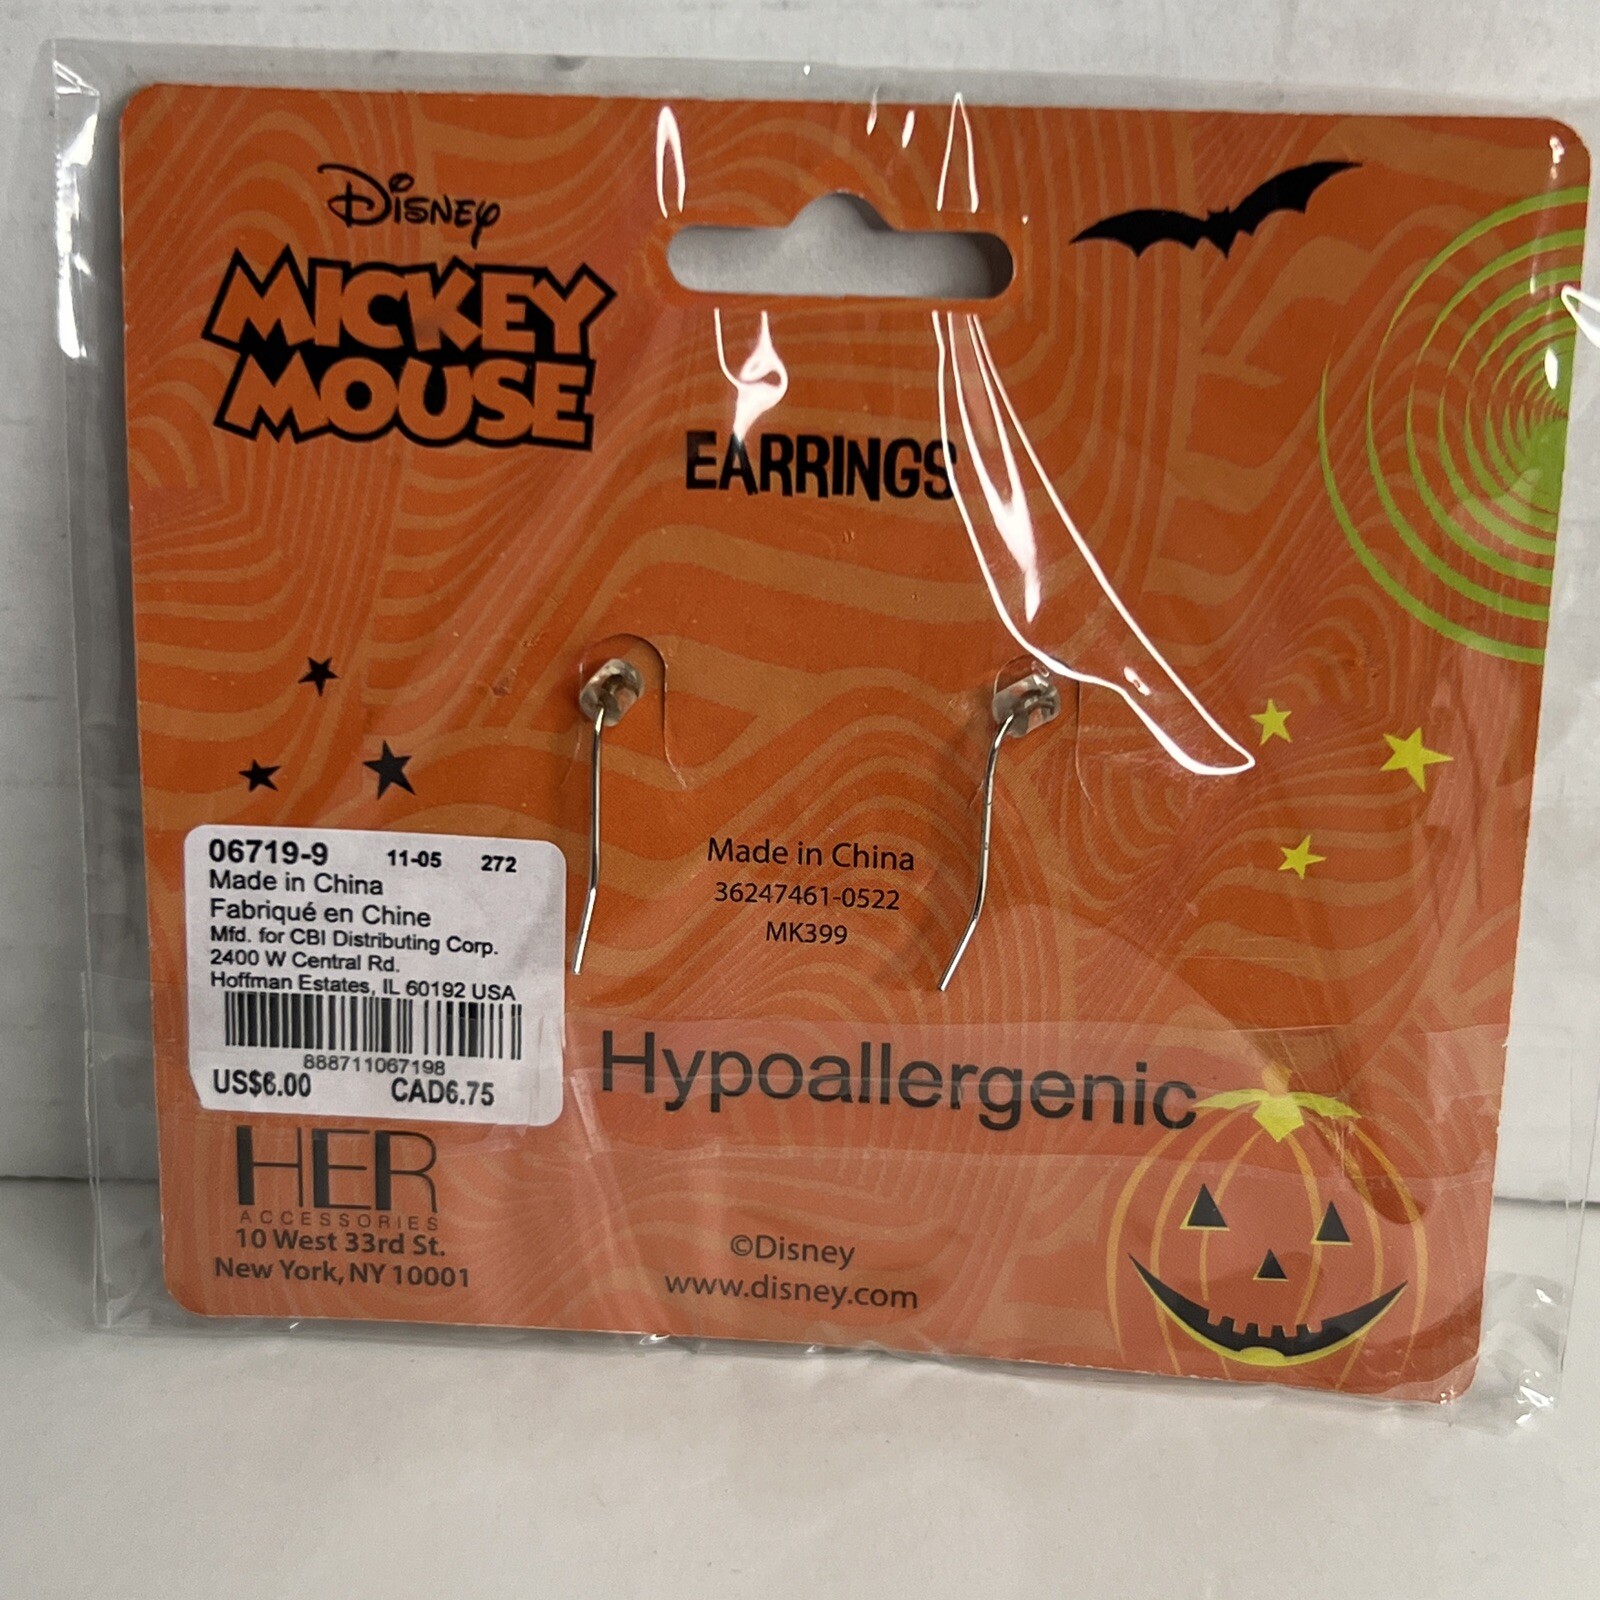 Disney
MICKEY
MOUSE
EARRINGS
06719-9 11-05 272
Made in China
Fabriqué en Chine
Mfd. for CBI Distributing Corp.
2400 W Central Rd.
Hoffman Estates, IL 60192 USA
888711067198
US$6.00 CAD6.75
Made in China
36247461-0522
MK399
Hypoallergenic
HER
ACCESSORIES
10 West 33rd St.
New York, NY 10001
©Disney
www.disney.com